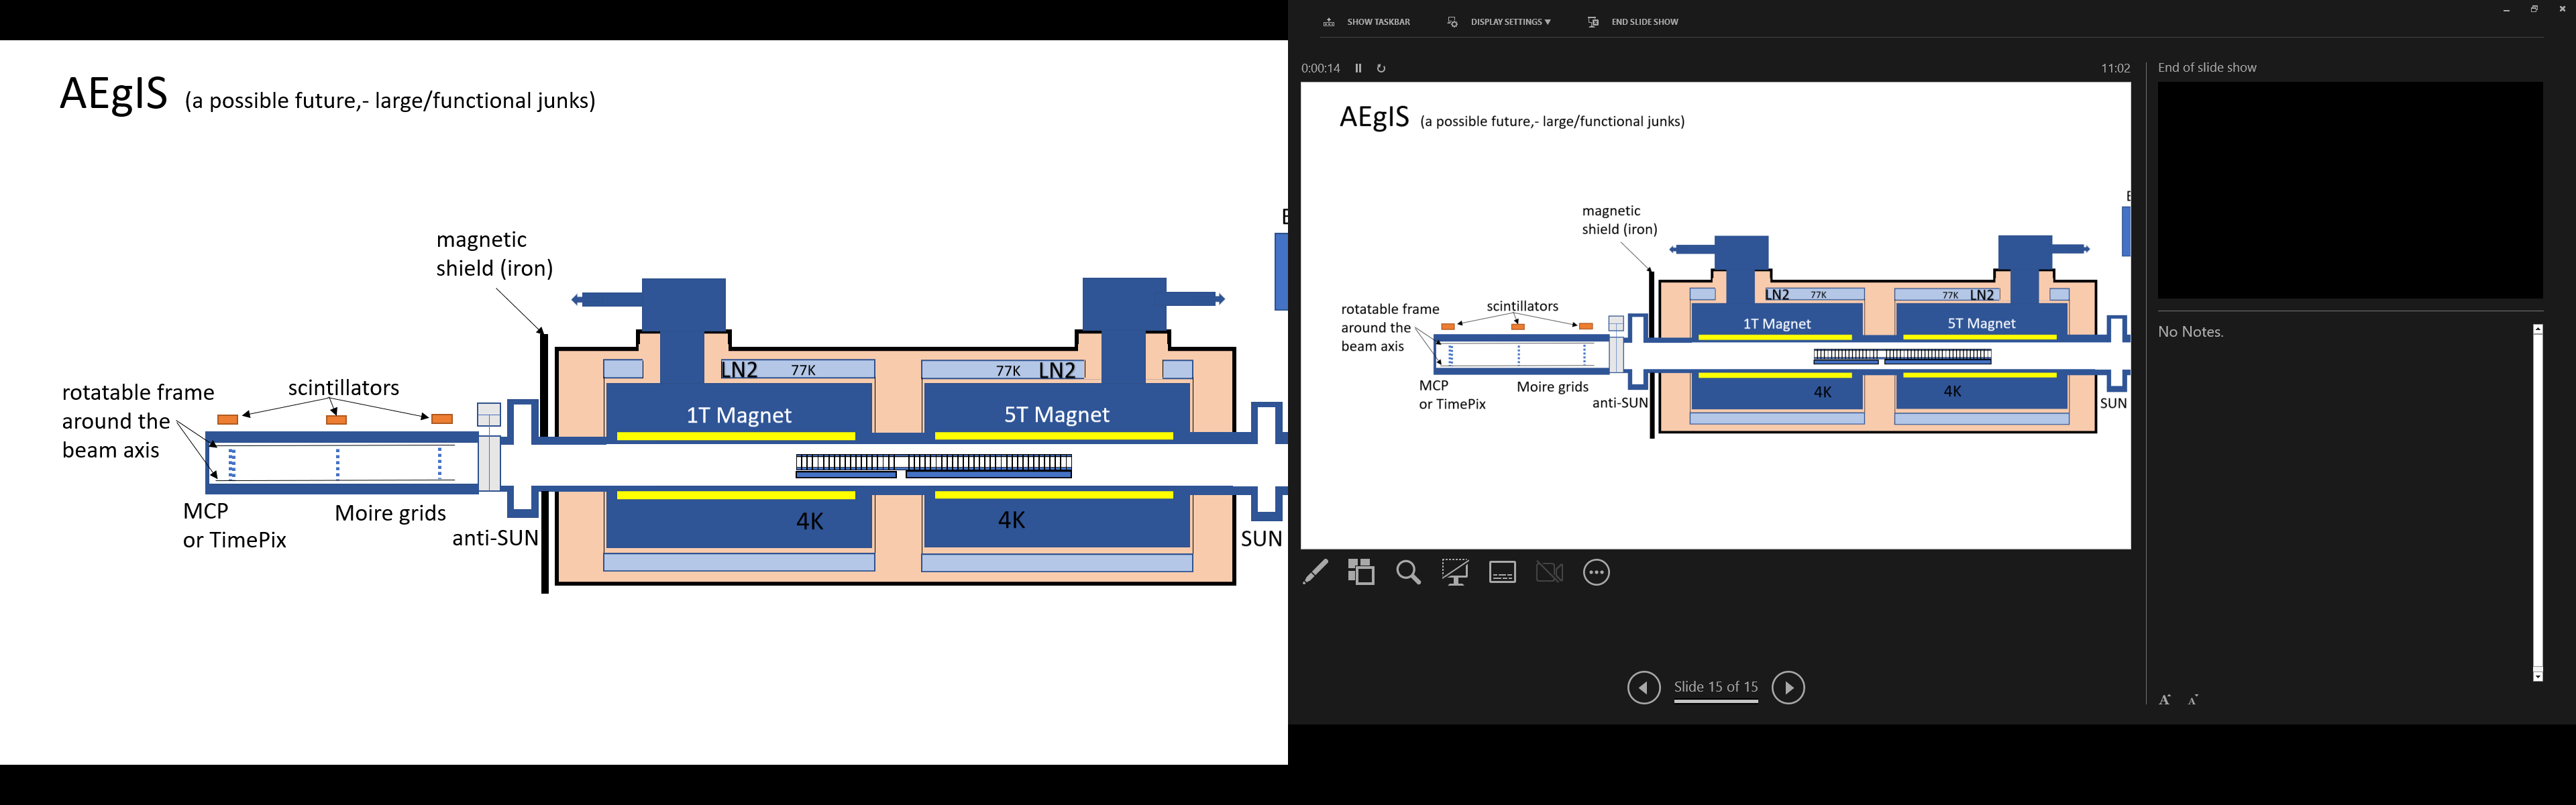 AEgIS (a possible future,- large/functional junks)
magnetic
shield (iron)
rotatable frame
around the
beam axis
scintillators
LN2 77K
77K LN2
1T Magnet
5T Magnet
4K
4K
MCP
or TimePix
Moire grids
anti-SUN
SUN
SHOW TASKBAR
DISPLAY SETTINGS
END SLIDE SHOW
0:00:14
11:02
AEgIS (a possible future,- large/functional junks)
magnetic
shield (iron)
rotatable frame
around the
beam axis
scintillators
LN2 77K
77K LN2
1T Magnet
5T Magnet
4K
4K
MCP
or TimePix
Moire grids
anti-SUN
SUN
Slide 15 of 15
End of slide show
No Notes.
A
A